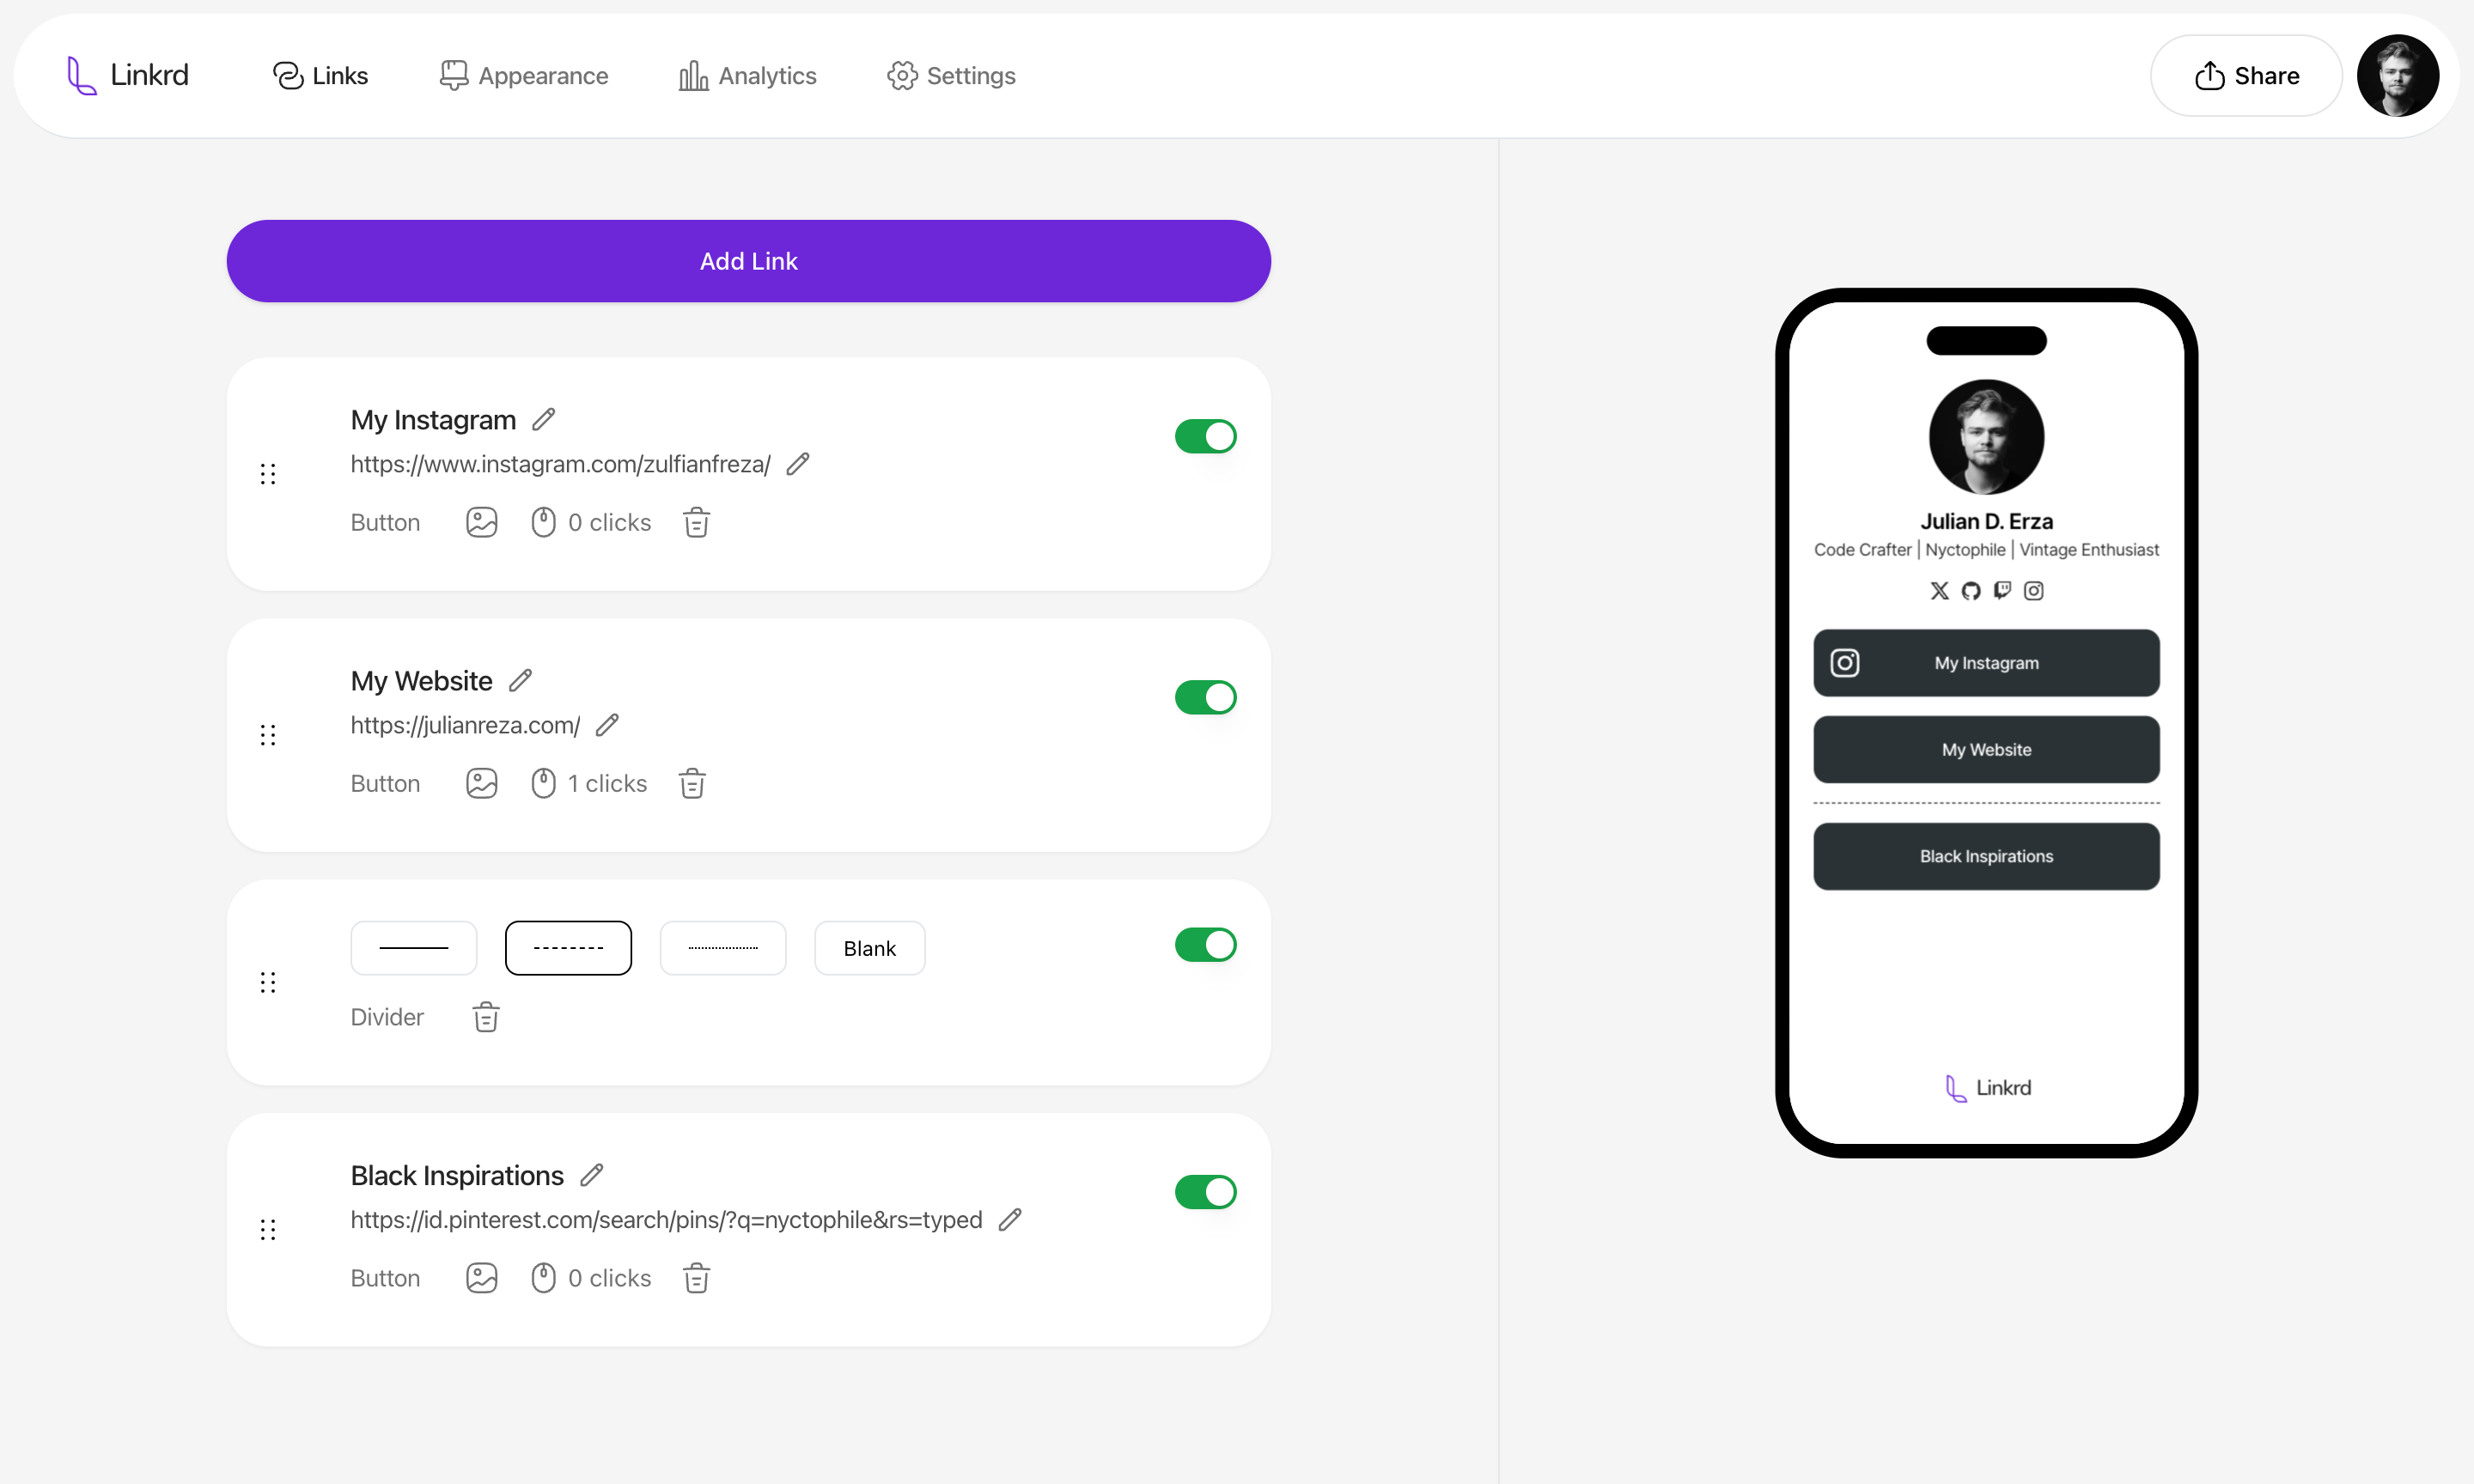 Linkrd
Links
Appearance
Analytics
Settings
Share
Add Link
My Instagram
https://www.instagram.com/zulfianfreza/
Button
0 clicks
My Website
https://julianreza.com/
Button
1 clicks
Blank
Divider
Black Inspirations
https://id.pinterest.com/search/pins/?q=nyctophile&rs=typed
Button
0 clicks
Julian D. Erza
Code Crafter | Nyctophile | Vintage Enthusiast
My Instagram
My Website
Black Inspirations
Linkrd